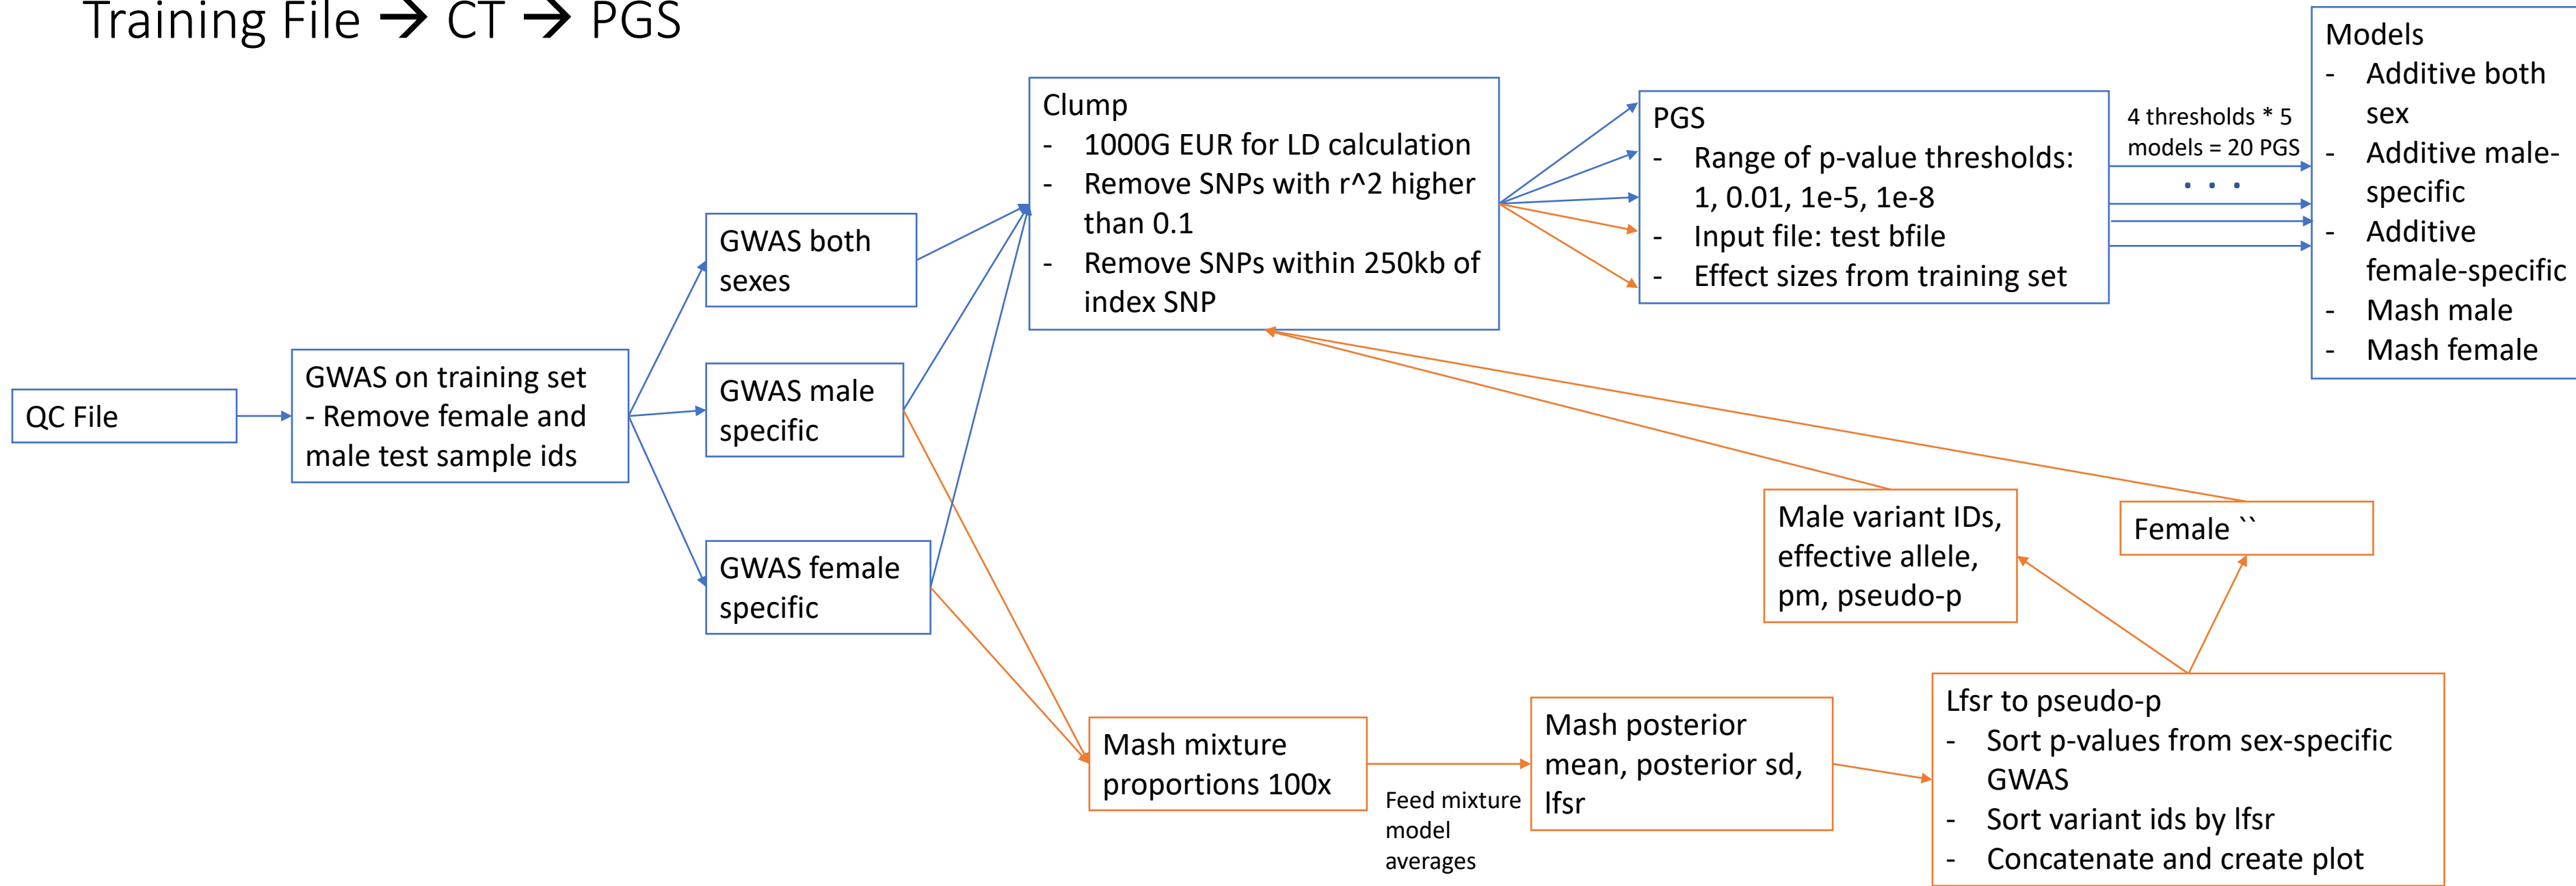 Training File → CT → PGS
QC File
GWAS on training set
- Remove female and
male test sample ids
GWAS both
sexes
GWAS male
specific
GWAS female
specific
Clump
- 1000G EUR for LD calculation
- Remove SNPs with r^2 higher
than 0.1
- Remove SNPs within 250kb of
index SNP
PGS
- Range of p-value thresholds:
1, 0.01, 1e-5, 1e-8
- Input file: test bfile
- Effect sizes from training set
4 thresholds * 5
models = 20 PGS
. . .
Models
- Additive both
sex
- Additive male-
specific
- Additive
female-specific
- Mash male
- Mash female
Mash mixture
proportions 100x
Feed mixture
model
averages
Mash posterior
mean, posterior sd,
lfsr
Lfsr to pseudo-p
- Sort p-values from sex-specific
GWAS
- Sort variant ids by lfsr
- Concatenate and create plot
Male variant IDs,
effective allele,
pm, pseudo-p
Female ``